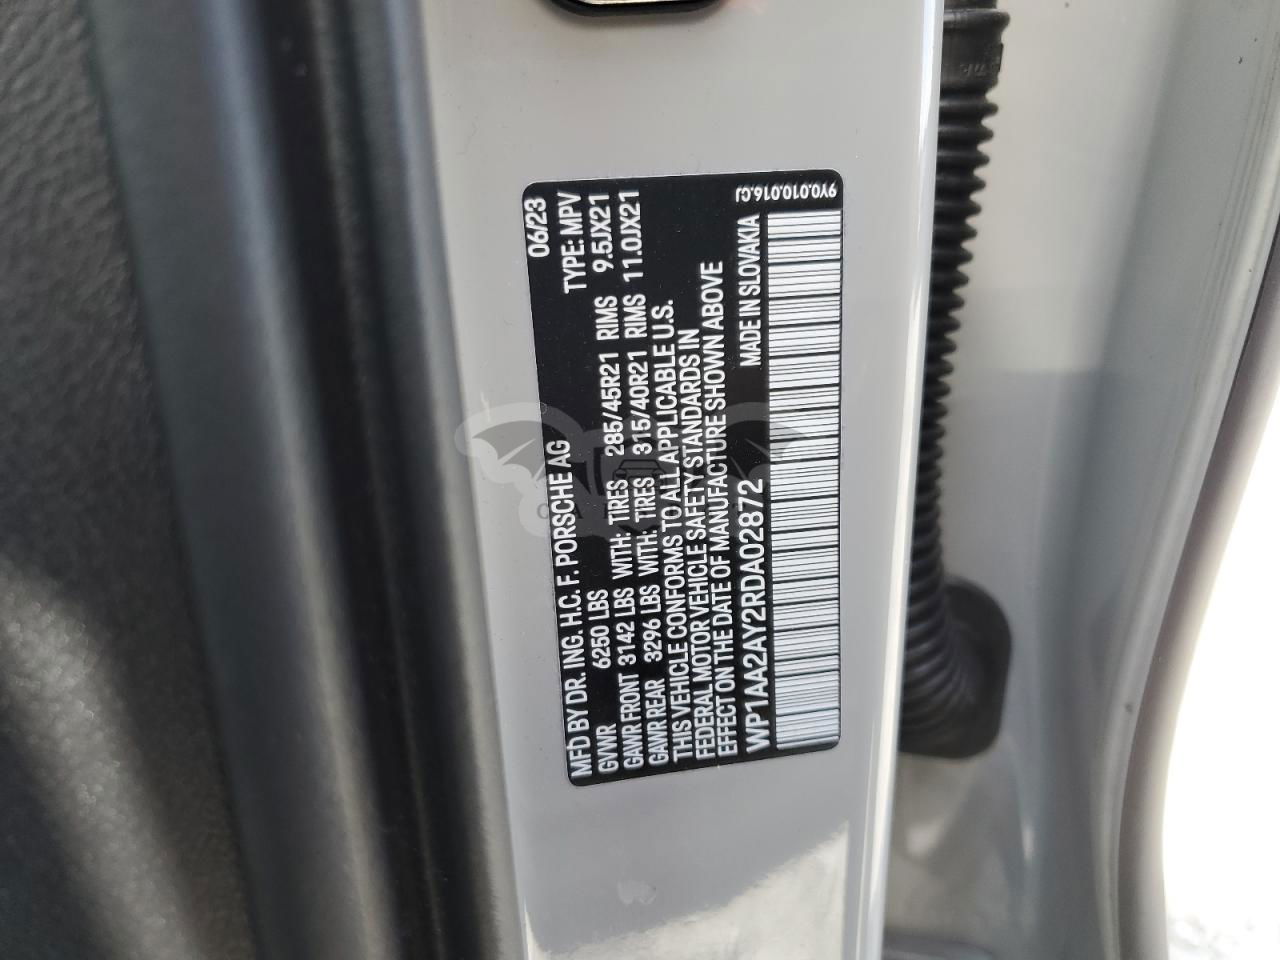 MFD BY DR. ING. H.C. F. PORSCHE AG 06/23
GVWR 6250 LBS TYPE: MPV
GAWR FRONT 3142 LBS WITH: TIRES 285/45R21 RIMS 9.5JX21
GAWR REAR 3296 LBS WITH: TIRES 315/40R21 RIMS 11.0JX21
THIS VEHICLE CONFORMS TO ALL APPLICABLE U.S.
FEDERAL MOTOR VEHICLE SAFETY STANDARDS IN
EFFECT ON THE DATE OF MANUFACTURE SHOWN ABOVE
WP1AA2AY2RDA02872 MADE IN SLOVAKIA
9Y0.010.016.CJ